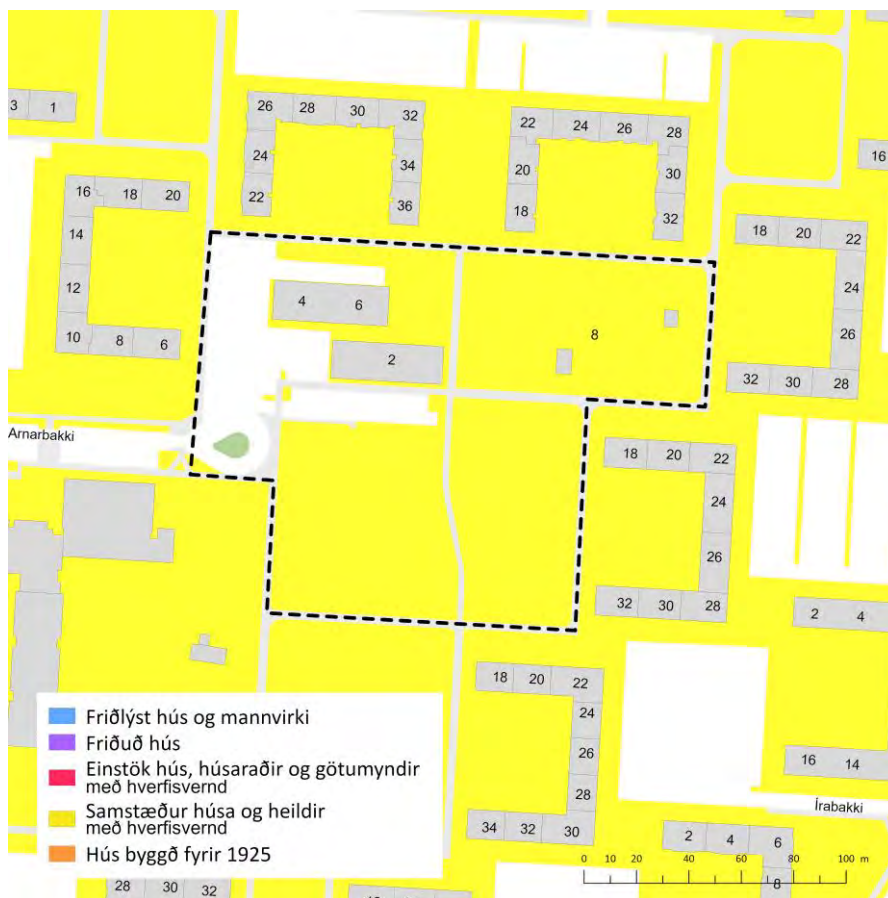 3 1
26 28 30 32
24 34
22 36
22 24 26 28
20 30
18 32
16
16 18 20
14
12
10 8 6
18 20 22
24
26
32 30 28
4 6
2
8
Arnarbakki
18 20 22
24
26
32 30 28
2 4
18 20 22
24
26
28
34 32 30
16 14
Írabakki
2 4 6
8
28 30 32
Friðlýst hús og mannvirki
Friðuð hús
Einstök hús, húsaraðir og götumyndir
með hverfisvernd
Samstæður húsa og heildir
með hverfisvernd
Hús byggð fyrir 1925
0 20 40 60 80 100 m